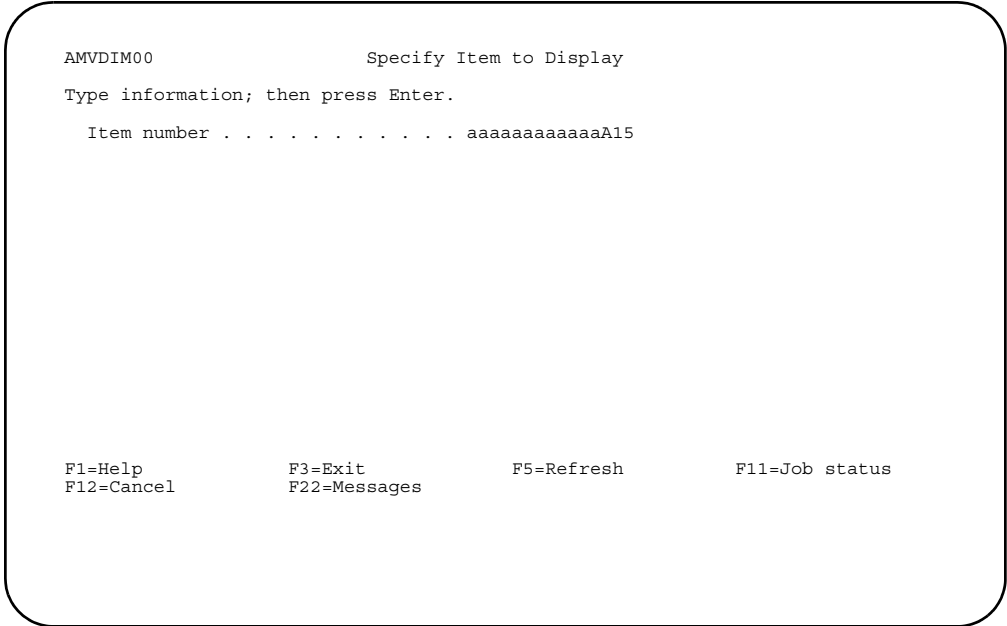 AMVDIM00 Specify Item to Display
Type information; then press Enter.
Item number . . . . . . . . . . . aaaaaaaaaaaaA15
F1=Help F3=Exit F5=Refresh F11=Job status
F12=Cancel F22=Messages